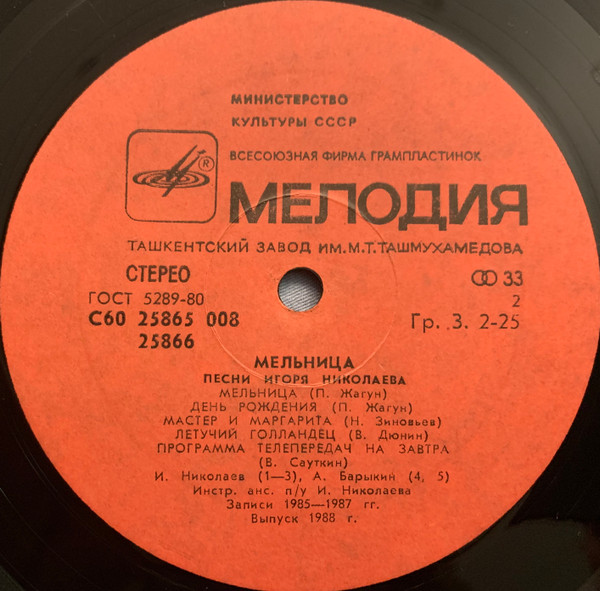 МИНИСТЕРСТВО
КУЛЬТУРЫ СССР
ВСЕСОЮЗНАЯ ФИРМА ГРАМПЛАСТИНОК
®
МЕЛОДИЯ
ТАШКЕНТСКИЙ ЗАВОД ИМ. М.Т.ТАШМУХАМЕДОВА
СТЕРЕО
33
ГОСТ 5289-80
2
С60 25865 008
Гр. 3. 2-25
25866
МЕЛЬНИЦА
ПЕСНИ ИГОРЯ НИКОЛАЕВА
МЕЛЬНИЦА (П. Жагун)
ДЕНЬ РОЖДЕНИЯ (П. Жагун)
МАСТЕР И МАРГАРИТА (Н. Зиновьев)
ЛЕТУЧИЙ ГОЛЛАНДЕЦ (В. Дюнин)
ПРОГРАММА ТЕЛЕПЕРЕДАЧ НА ЗАВТРА
(В. Сауткин)
И. Николаев (1—3), А. Барыкин (4, 5)
Инстр. анс. п/у И. Николаева
Записи 1985—1987 гг.
Выпуск 1988 г.